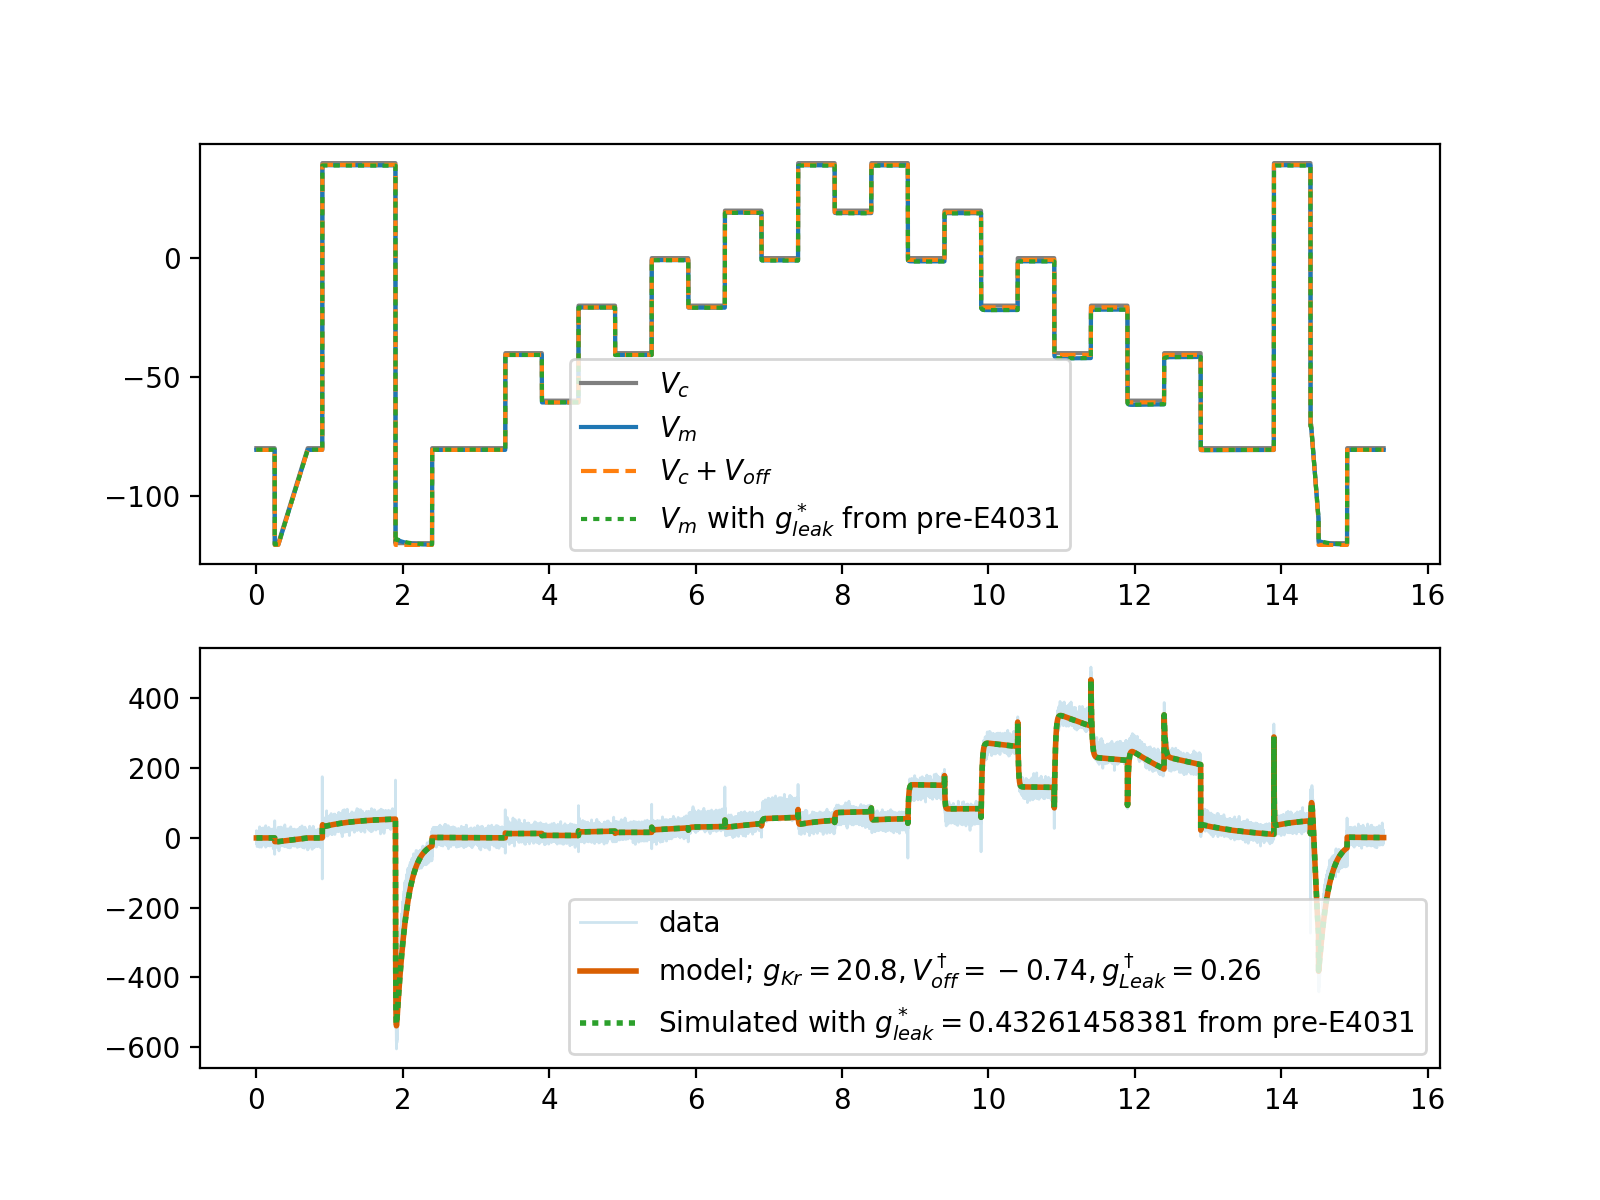 0
−50
−100
V_c
V_m
V_c + V_off
V_m with g*_leak from pre-E4031
0 2 4 6 8 10 12 14 16
400
200
0
−200
−400
−600
data
model; g_Kr = 20.8, V†_off = −0.74, g†_Leak = 0.26
Simulated with g*_leak = 0.43261458381 from pre-E4031
0 2 4 6 8 10 12 14 16